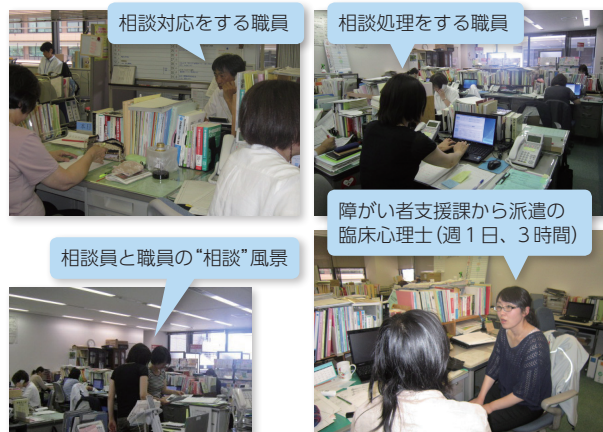 相談対応をする職員
相談処理をする職員
障がい者支援課から派遣の
臨床心理士(週1日、3時間)
相談員と職員の“相談”風景